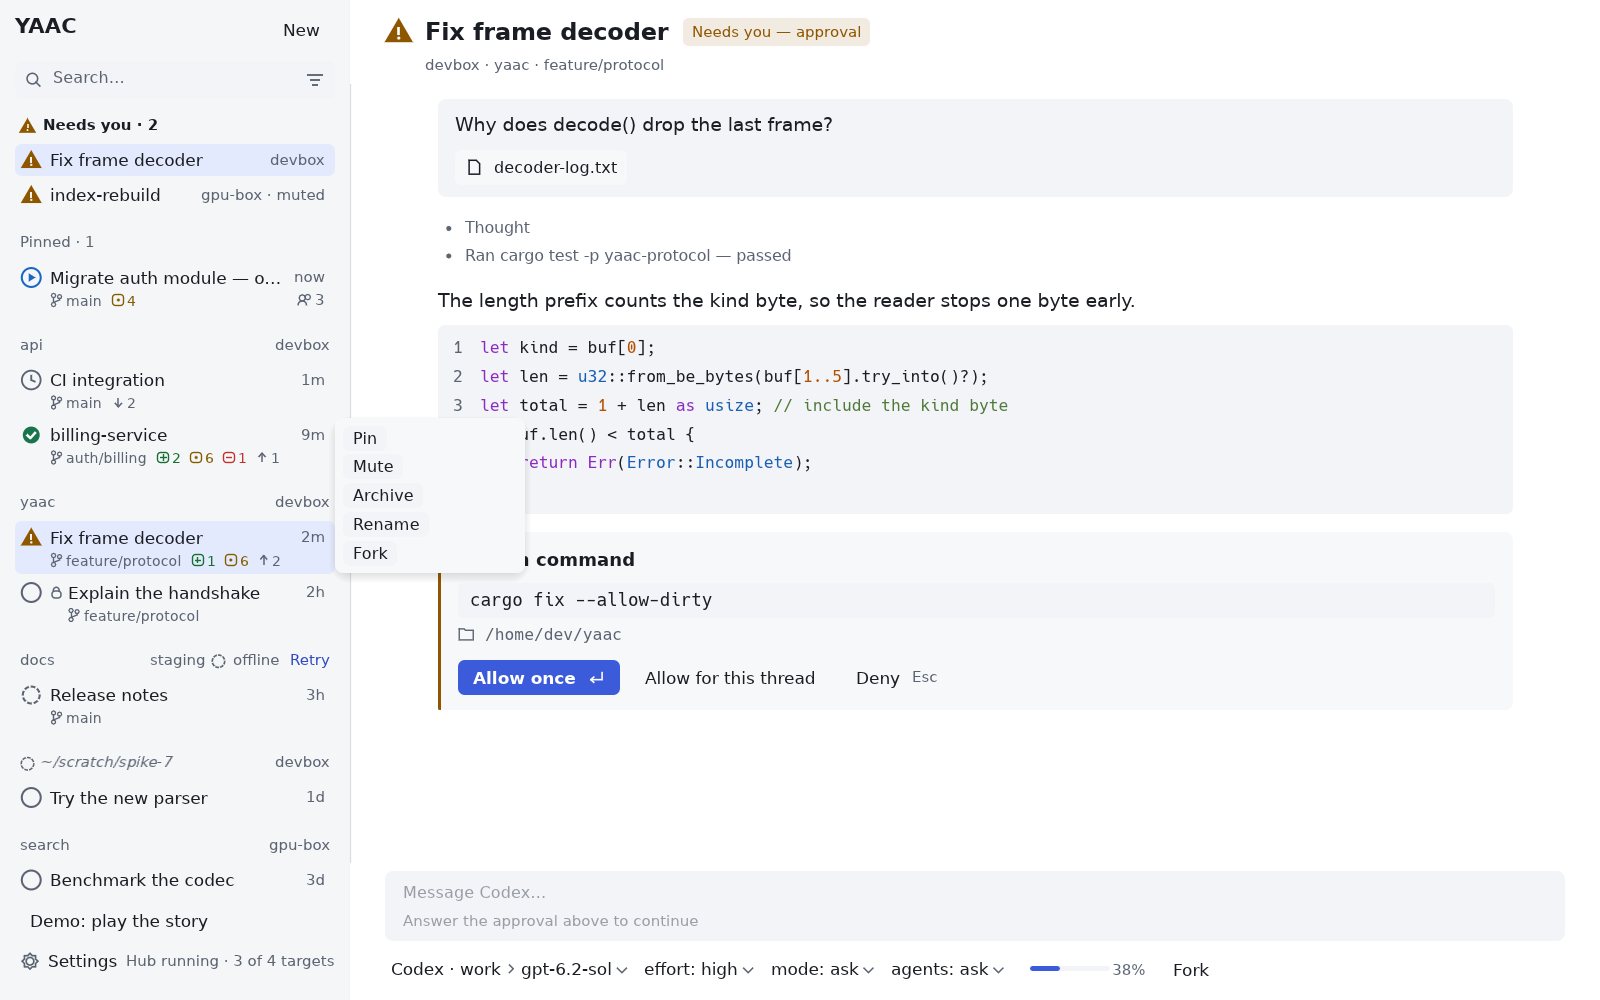 YAAC
New
Search...
Needs you · 2
Fix frame decoder devbox
index-rebuild gpu-box · muted
Pinned · 1
Migrate auth module — o... now
main 4 3
api devbox
CI integration 1m
main 2
billing-service 9m
auth/billing 2 6 1 1
yaac devbox
Fix frame decoder 2m
feature/protocol 1 6 2
Explain the handshake 2h
feature/protocol
docs staging offline Retry
Release notes 3h
main
~/scratch/spike-7 devbox
Try the new parser 1d
search gpu-box
Benchmark the codec 3d
Demo: play the story
Settings Hub running · 3 of 4 targets
Pin
Mute
Archive
Rename
Fork
Fix frame decoder Needs you — approval
devbox · yaac · feature/protocol
Why does decode() drop the last frame?
decoder-log.txt
• Thought
• Ran cargo test -p yaac-protocol — passed
The length prefix counts the kind byte, so the reader stops one byte early.
1 let kind = buf[0];
2 let len = u32::from_be_bytes(buf[1..5].try_into()?);
3 let total = 1 + len as usize; // include the kind byte
uf.len() < total {
return Err(Error::Incomplete);
command
cargo fix --allow-dirty
/home/dev/yaac
Allow once Allow for this thread Deny Esc
Message Codex...
Answer the approval above to continue
Codex · work gpt-6.2-sol effort: high mode: ask agents: ask 38% Fork